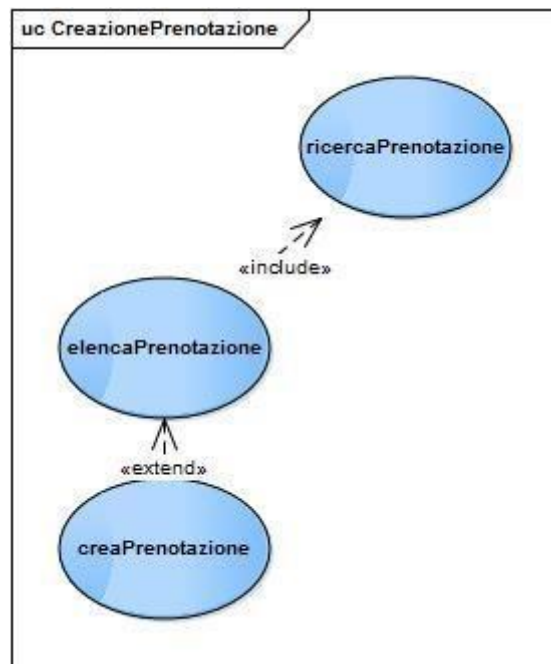 uc CreazionePrenotazione
ricercaPrenotazione
«include»
elencaPrenotazione
«extend»
creaPrenotazione